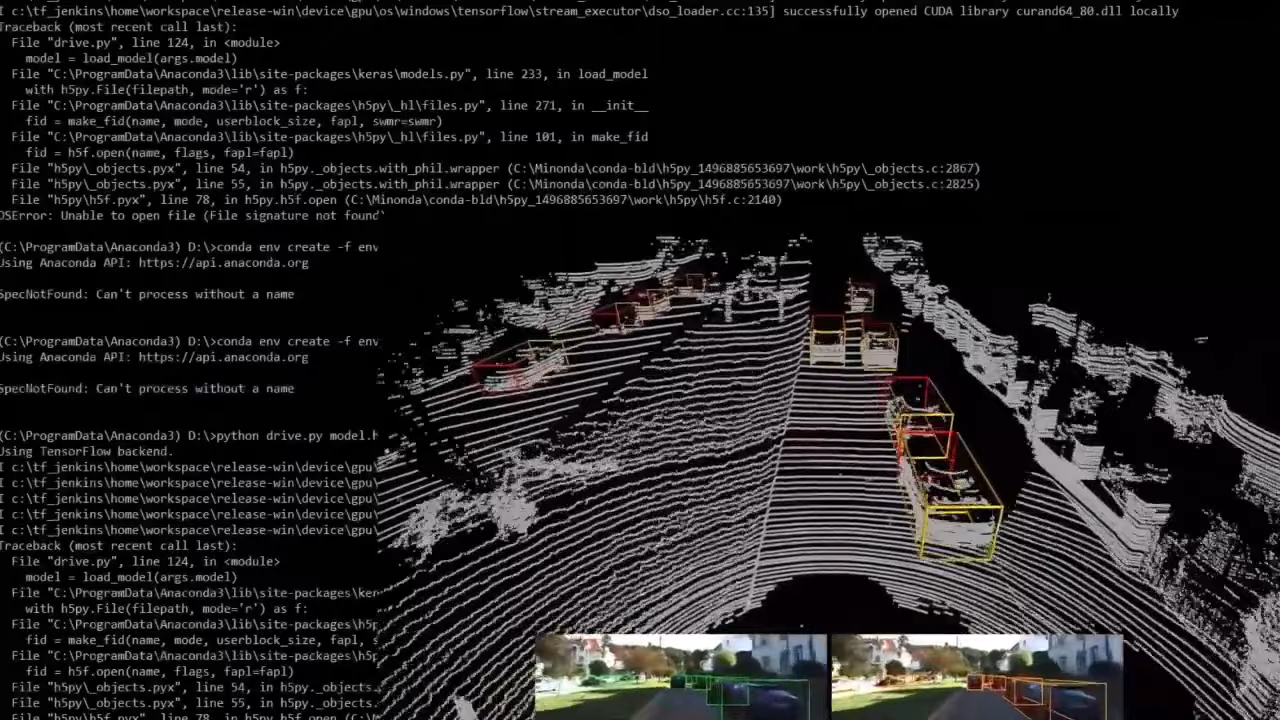 I c:\tf_jenkins\home\workspace\release-win\device\gpu\os\windows\tensorflow\stream_executor\dso_loader.cc:135] successfully opened CUDA library curand64_80.dll locally
Traceback (most recent call last):
File "drive.py", line 124, in <module>
model = load_model(args.model)
File "C:\ProgramData\Anaconda3\lib\site-packages\keras\models.py", line 233, in load_model
with h5py.File(filepath, mode='r') as f:
File "C:\ProgramData\Anaconda3\lib\site-packages\h5py\_hl\files.py", line 271, in __init__
fid = make_fid(name, mode, userblock_size, fapl, swmr=swmr)
File "C:\ProgramData\Anaconda3\lib\site-packages\h5py\_hl\files.py", line 101, in make_fid
fid = h5f.open(name, flags, fapl=fapl)
File "h5py\_objects.pyx", line 54, in h5py._objects.with_phil.wrapper (C:\Minonda\conda-bld\h5py_1496885653697\work\h5py\_objects.c:2867)
File "h5py\_objects.pyx", line 55, in h5py._objects.with_phil.wrapper (C:\Minonda\conda-bld\h5py_1496885653697\work\h5py\_objects.c:2825)
File "h5py\h5f.pyx", line 78, in h5py.h5f.open (C:\Minonda\conda-bld\h5py_1496885653697\work\h5py\h5f.c:2140)
OSError: Unable to open file (File signature not found
(C:\ProgramData\Anaconda3) D:\>conda env create -f env
Using Anaconda API: https://api.anaconda.org
SpecNotFound: Can't process without a name
(C:\ProgramData\Anaconda3) D:\>conda env create -f env
Using Anaconda API: https://api.anaconda.org
SpecNotFound: Can't process without a name
(C:\ProgramData\Anaconda3) D:\>python drive.py model.h
Using TensorFlow backend.
I c:\tf_jenkins\home\workspace\release-win\device\gpu
I c:\tf_jenkins\home\workspace\release-win\device\gpu
I c:\tf_jenkins\home\workspace\release-win\device\gpu
I c:\tf_jenkins\home\workspace\release-win\device\gpu
I c:\tf_jenkins\home\workspace\release-win\device\gpu
Traceback (most recent call last):
File "drive.py", line 124, in <module>
model = load_model(args.model)
File "C:\ProgramData\Anaconda3\lib\site-packages\ker
with h5py.File(filepath, mode='r') as f:
File "C:\ProgramData\Anaconda3\lib\site-packages\h5p
fid = make_fid(name, mode, userblock_size, fapl, s
File "C:\ProgramData\Anaconda3\lib\site-packages\h5p
fid = h5f.open(name, flags, fapl=fapl)
File "h5py\_objects.pyx", line 54, in h5py._objects.
File "h5py\_objects.pyx", line 55, in h5py._objects.
File "h5py\h5f.pyx", line 78, in h5py.h5f.open (C:\M